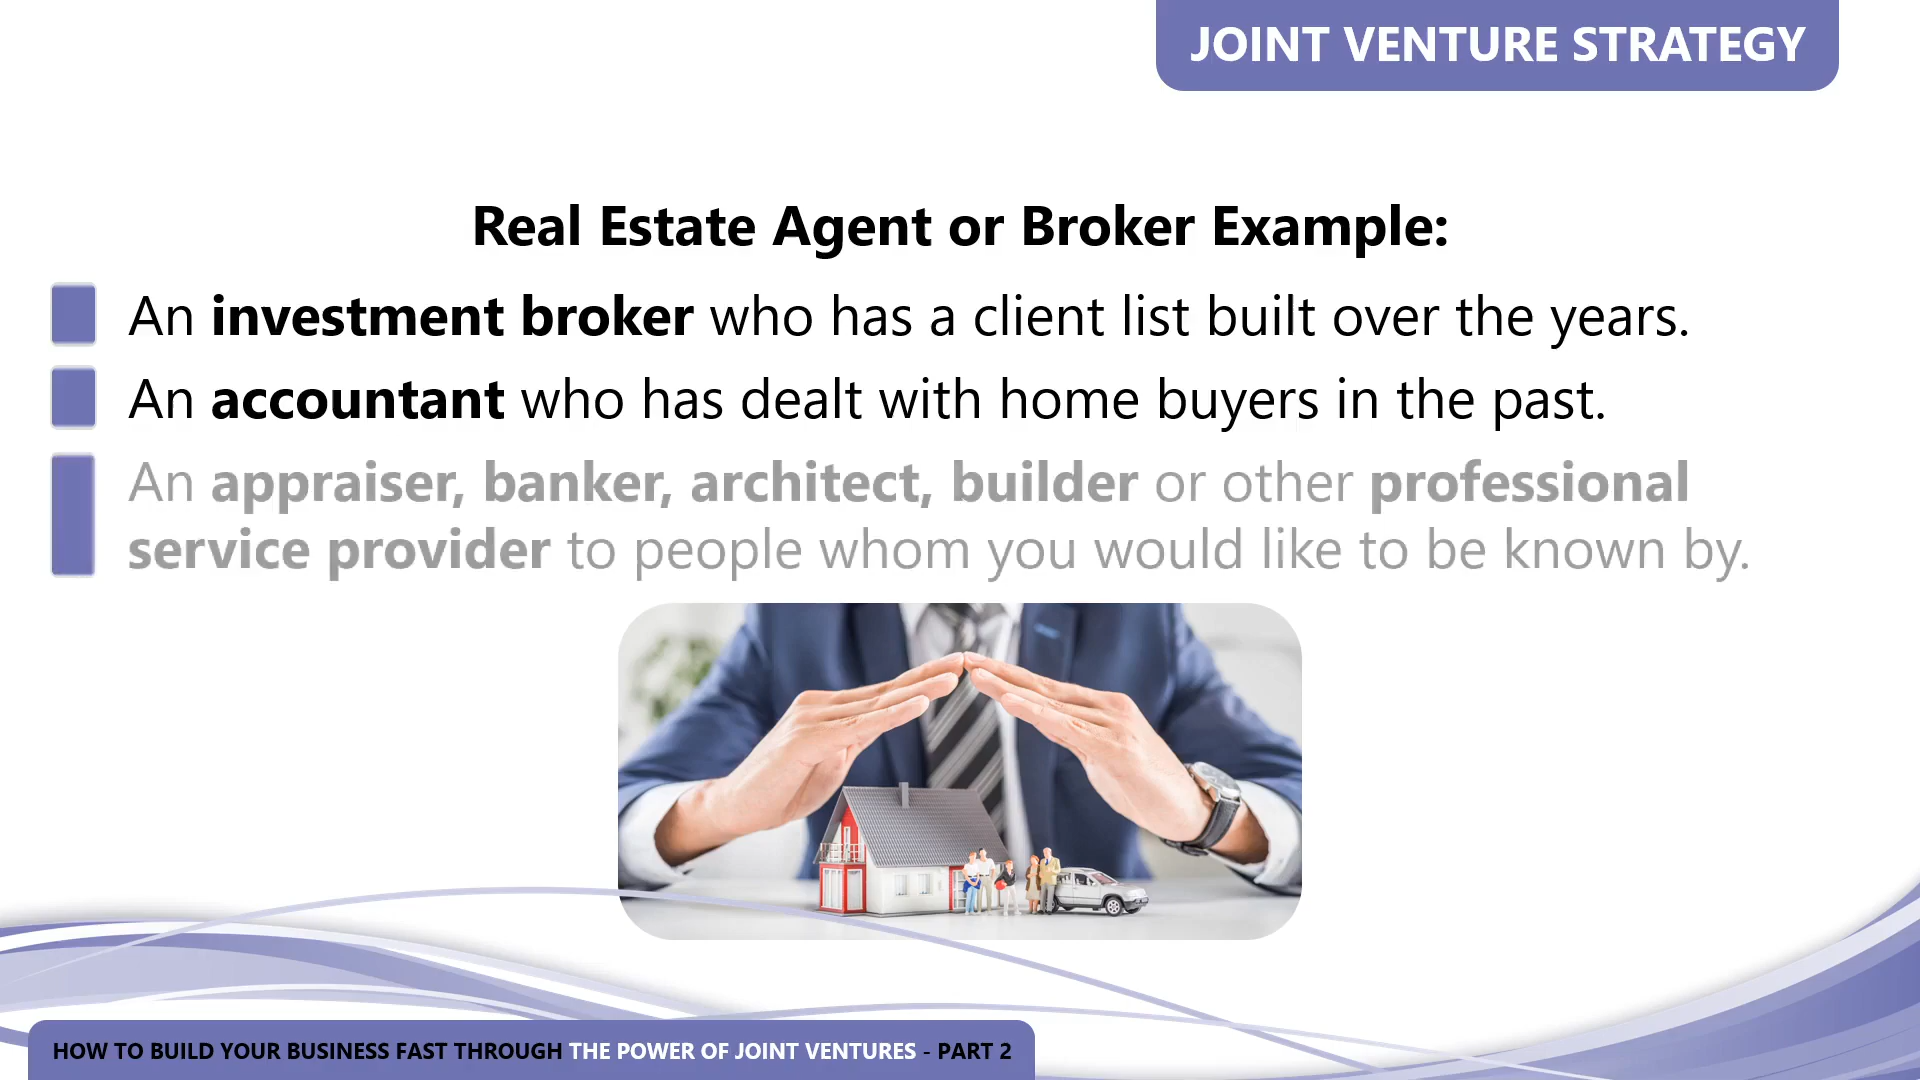 JOINT VENTURE STRATEGY
Real Estate Agent or Broker Example:
An investment broker who has a client list built over the years.
An accountant who has dealt with home buyers in the past.
An appraiser, banker, architect, builder or other professional
service provider to people whom you would like to be known by.
HOW TO BUILD YOUR BUSINESS FAST THROUGH THE POWER OF JOINT VENTURES - PART 2